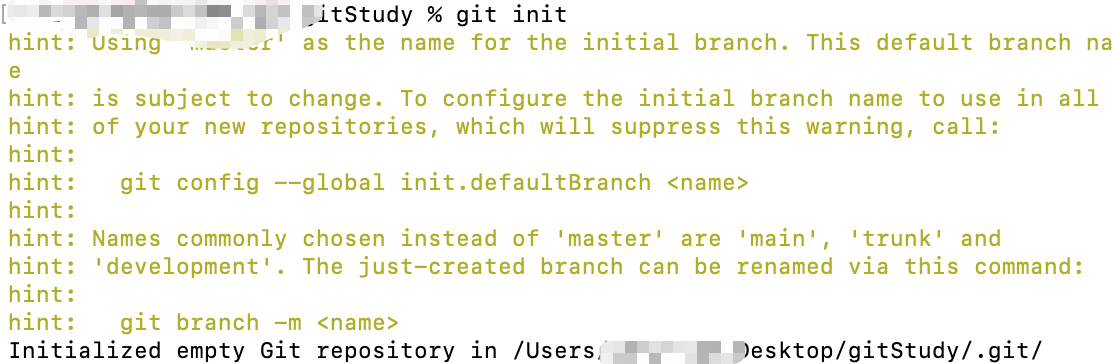 gitStudy % git init
hint: Using 'master' as the name for the initial branch. This default branch na
e
hint: is subject to change. To configure the initial branch name to use in all
hint: of your new repositories, which will suppress this warning, call:
hint:
hint:   git config --global init.defaultBranch <name>
hint:
hint: Names commonly chosen instead of 'master' are 'main', 'trunk' and
hint: 'development'. The just-created branch can be renamed via this command:
hint:
hint:   git branch -m <name>
Initialized empty Git repository in /Users/ Desktop/gitStudy/.git/